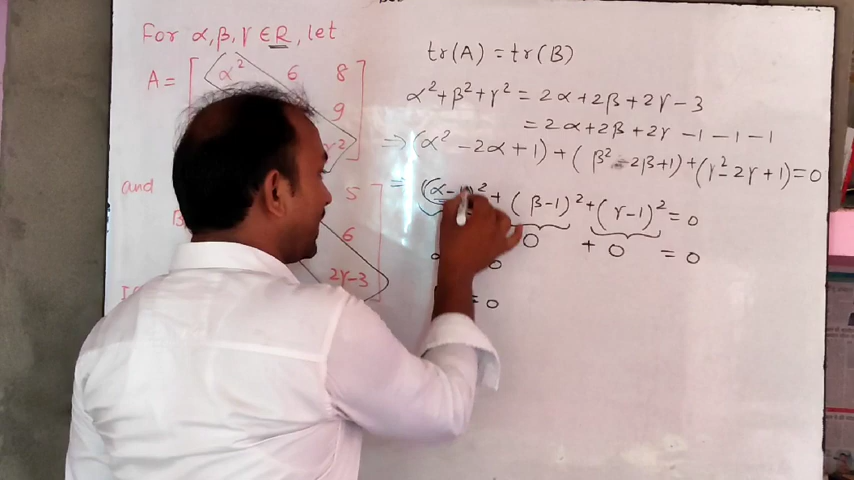 For α, β, γ ∈ R, let
A = [ α² 6 8
9
γ²
and
5
6
2γ-3
tr(A) = tr(B)
α² + β² + γ² = 2α + 2β + 2γ - 3
= 2α + 2β + 2γ - 1 - 1 - 1
⇒ (α² - 2α + 1) + (β² - 2β + 1) + (γ² - 2γ + 1) = 0
⇒ (α - 1)² + (β - 1)² + (γ - 1)² = 0
0 + 0 = 0
0
= 0